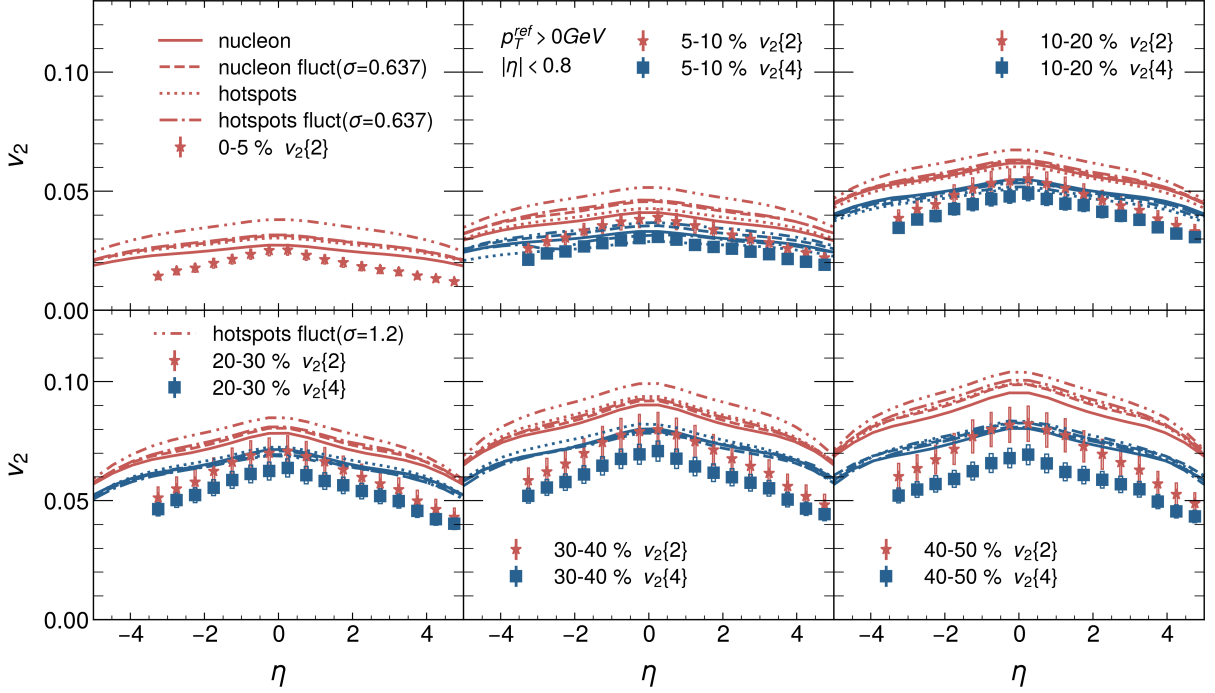 nucleon
nucleon fluct(σ=0.637)
hotspots
hotspots fluct(σ=0.637)
0-5 % v₂{2}
p_T^ref > 0GeV
|η| < 0.8
5-10 % v₂{2}
5-10 % v₂{4}
10-20 % v₂{2}
10-20 % v₂{4}
v₂
0.10
0.05
0.00
hotspots fluct(σ=1.2)
20-30 % v₂{2}
20-30 % v₂{4}
30-40 % v₂{2}
30-40 % v₂{4}
40-50 % v₂{2}
40-50 % v₂{4}
v₂
0.10
0.05
0.00
−4 −2 0 2 4
−4 −2 0 2 4
−4 −2 0 2 4
η
η
η